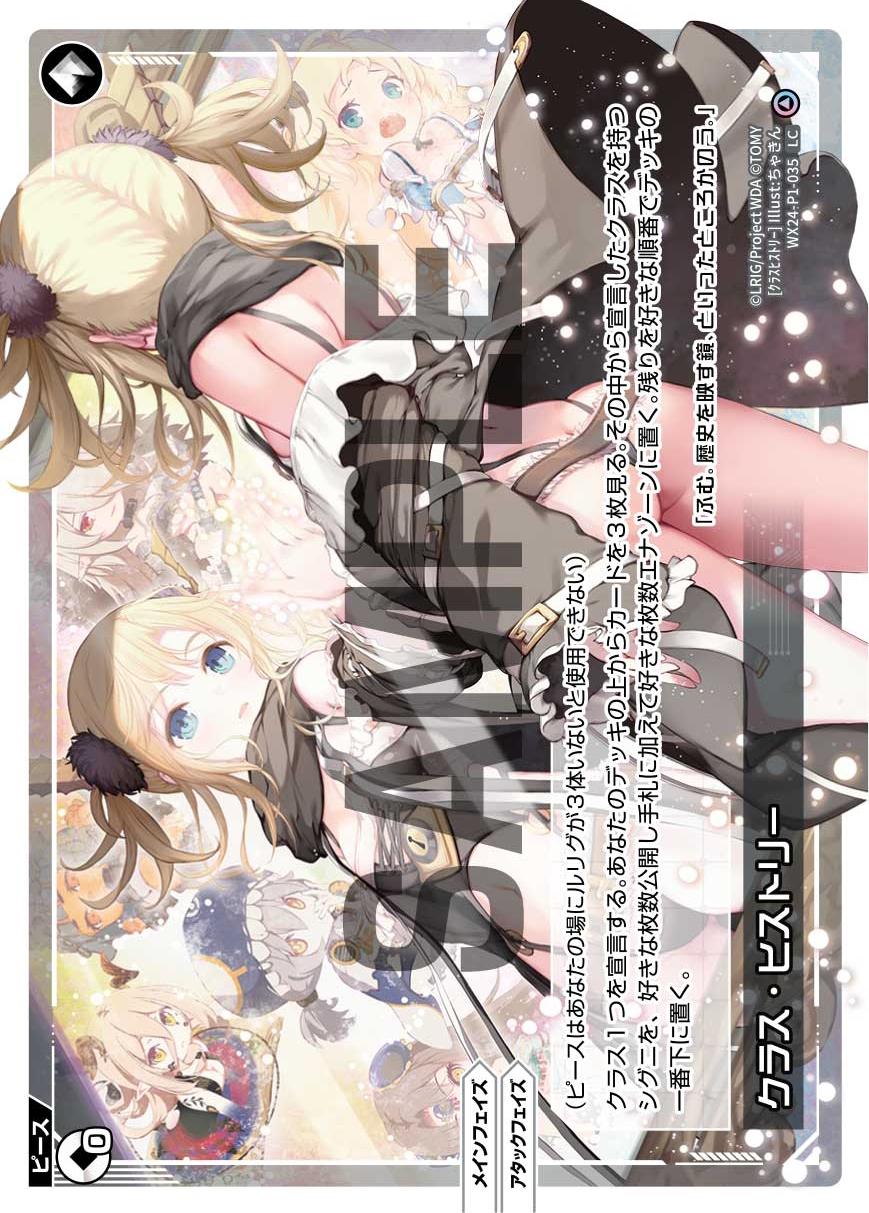 ピース
0
SAMPLE
メインフェイズ
アタックフェイズ
(ピースはあなたの場にルリグが3体いないと使用できない)
クラス1つを宣言する。あなたのデッキの上からカードを3枚見る。その中から宣言したクラスを持つ
シグニを、好きな枚数公開し手札に加えて好きな枚数エナゾーンに置く。残りを好きな順番でデッキの
一番下に置く。
「ふむ。歴史を映す鏡、といったところかのう。」
クラス・ヒストリー
©LRIG/ProjectWDA ©TOMY
[クラスヒストリー] Illust:ちゃきん
WX24-P1-035 LC